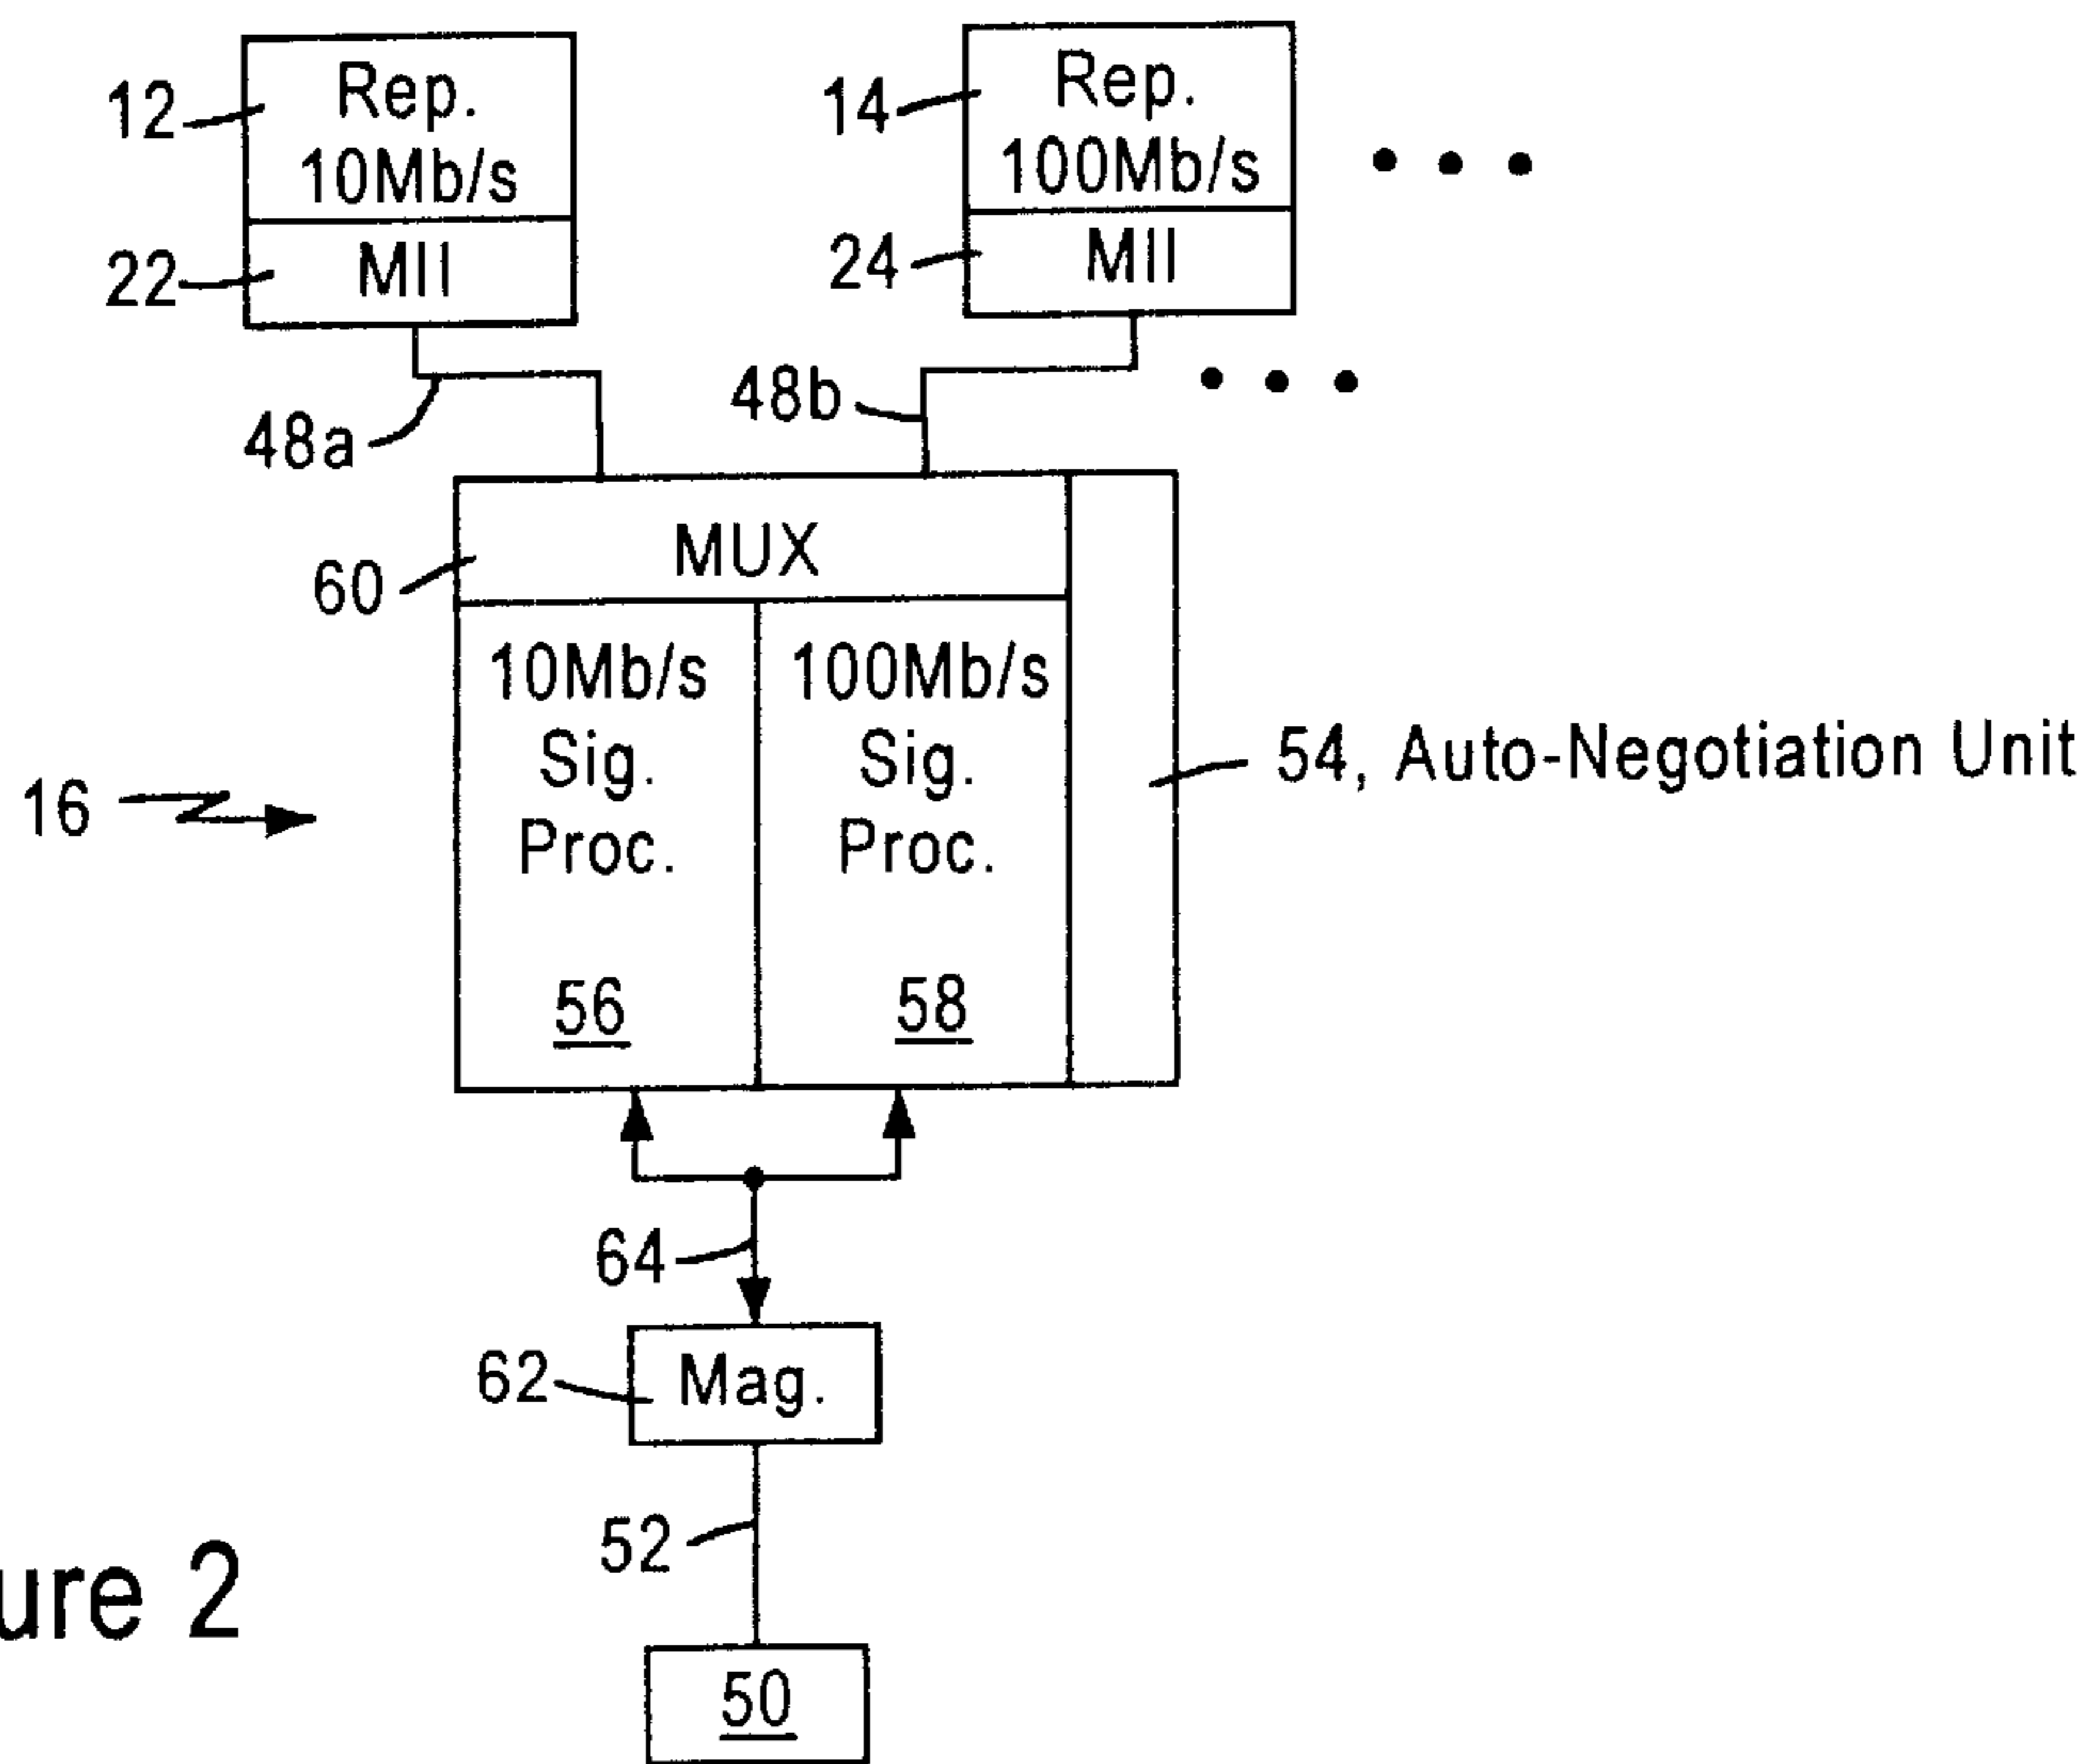 12
Rep.
10Mb/s
22
MII
14
Rep.
100Mb/s
24
MII
48a
48b
60
MUX
10Mb/s
Sig.
Proc.
56
100Mb/s
Sig.
Proc.
58
54, Auto-Negotiation Unit
16
64
62
Mag.
52
ure 2
50